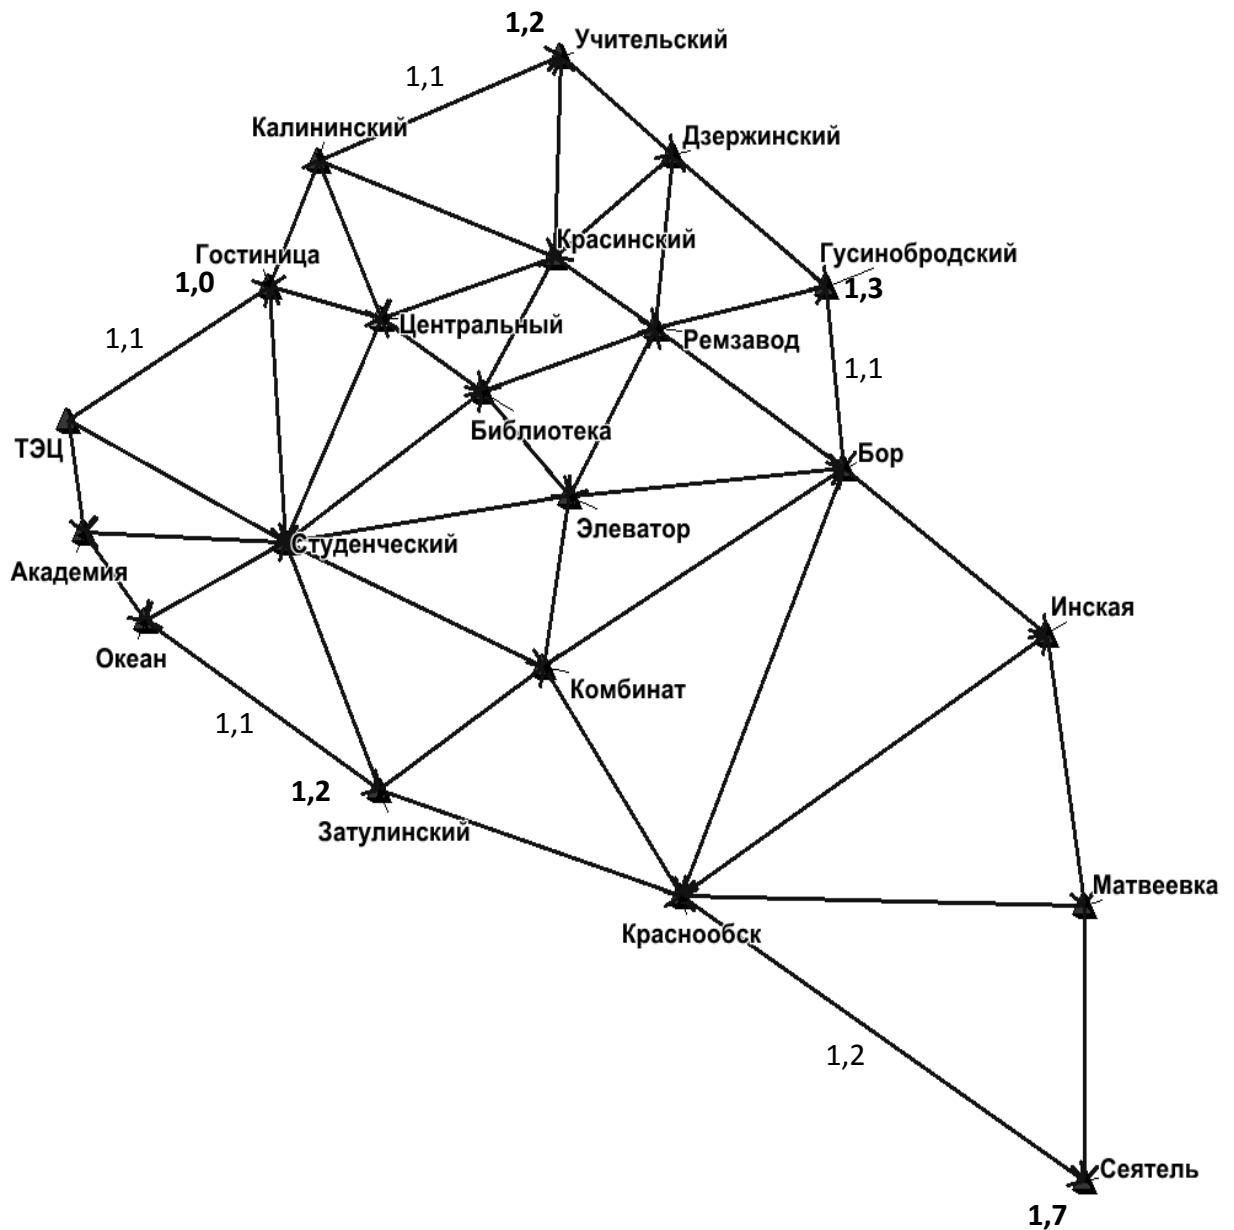 1,2
Учительский
1,1
Калининский
Дзержинский
Красинский
Гостиница
Гусинобродский
1,0
1,3
Центральный
1,1
Ремзавод
1,1
Библиотека
ТЭЦ
Бор
Элеватор
Студенческий
Академия
Инская
Океан
Комбинат
1,1
1,2
Затулинский
Матвеевка
Краснообск
1,2
Сеятель
1,7